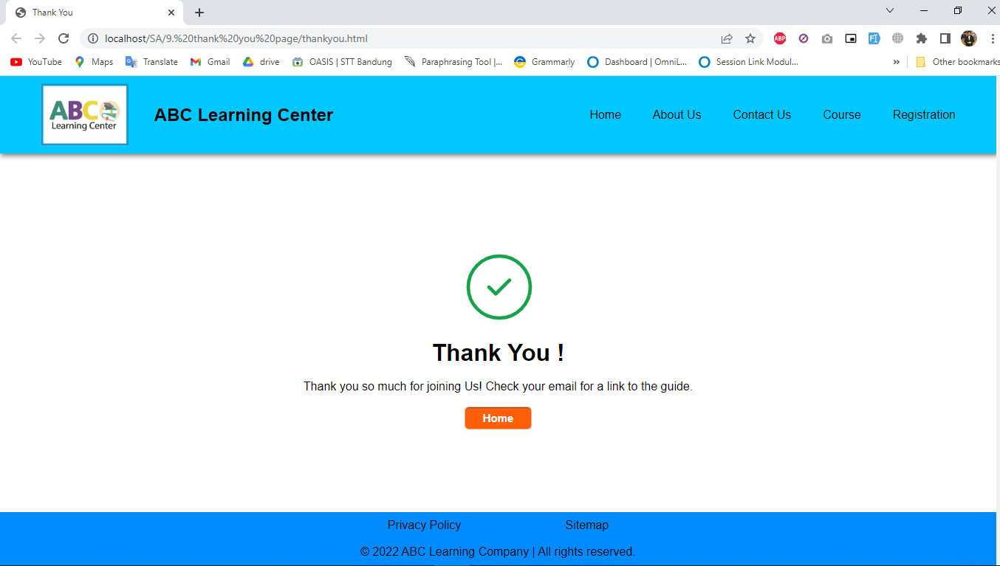 Thank You
localhost/SA/9.%20thank%20you%20page/thankyou.html
ABP
YouTube Maps Translate Gmail drive OASIS | STT Bandung Paraphrasing Tool |... Grammarly Dashboard | OmniL... Session Link Modul... » Other bookmarks
ABC
Learning Center
ABC Learning Center
Home About Us Contact Us Course Registration
Thank You !
Thank you so much for joining Us! Check your email for a link to the guide.
Home
Privacy Policy Sitemap
© 2022 ABC Learning Company | All rights reserved.